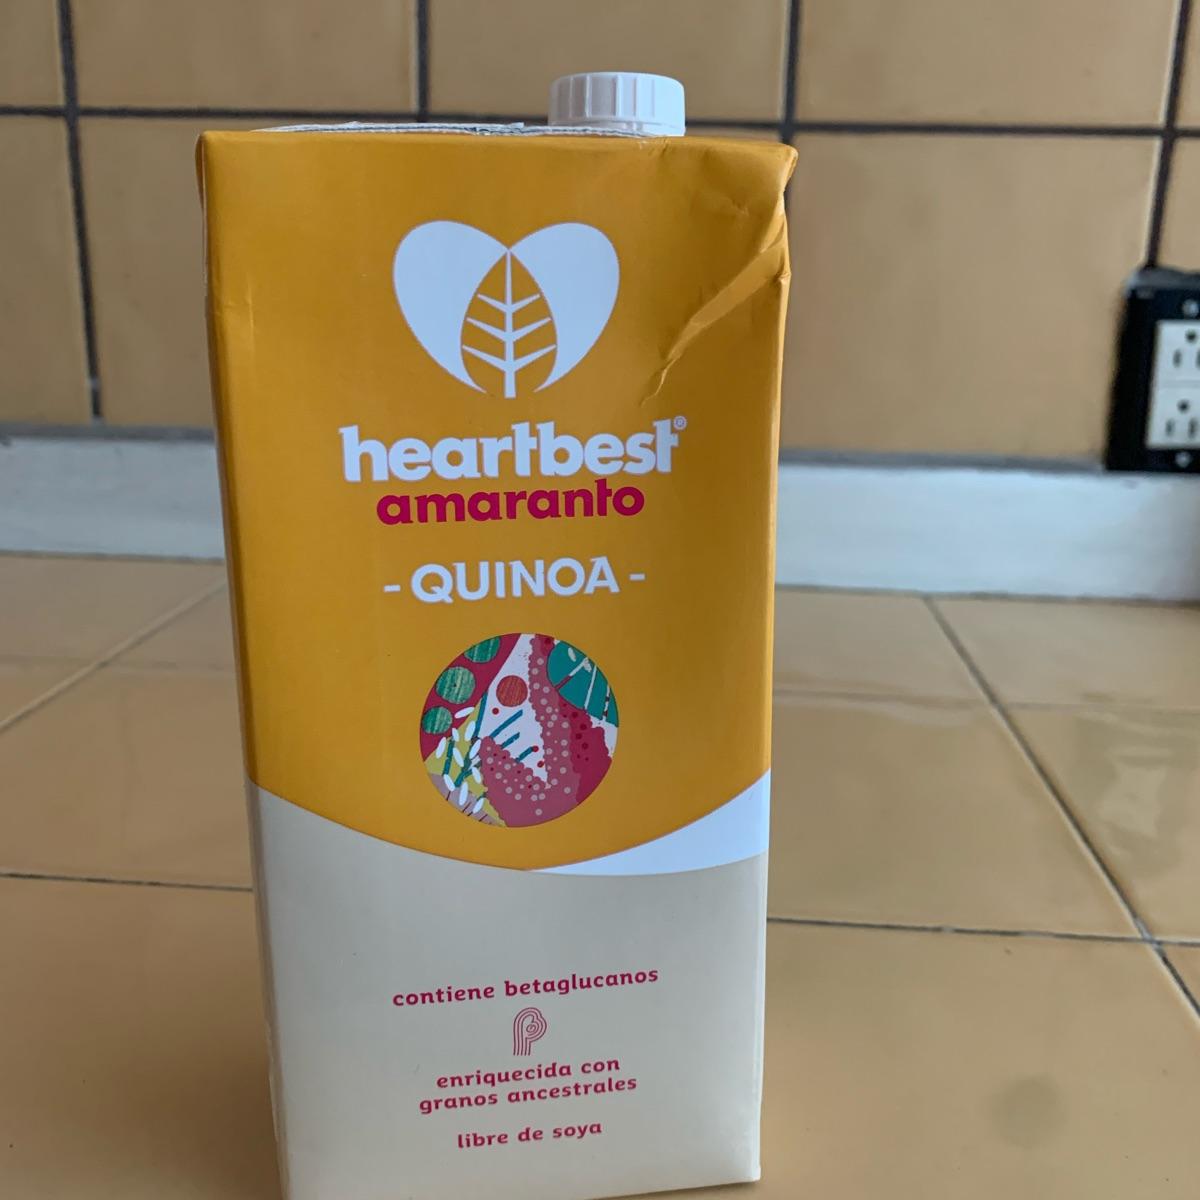 heartbest®
amaranto
- QUINOA -
contiene betaglucanos
enriquecida con
granos ancestrales
libre de soya